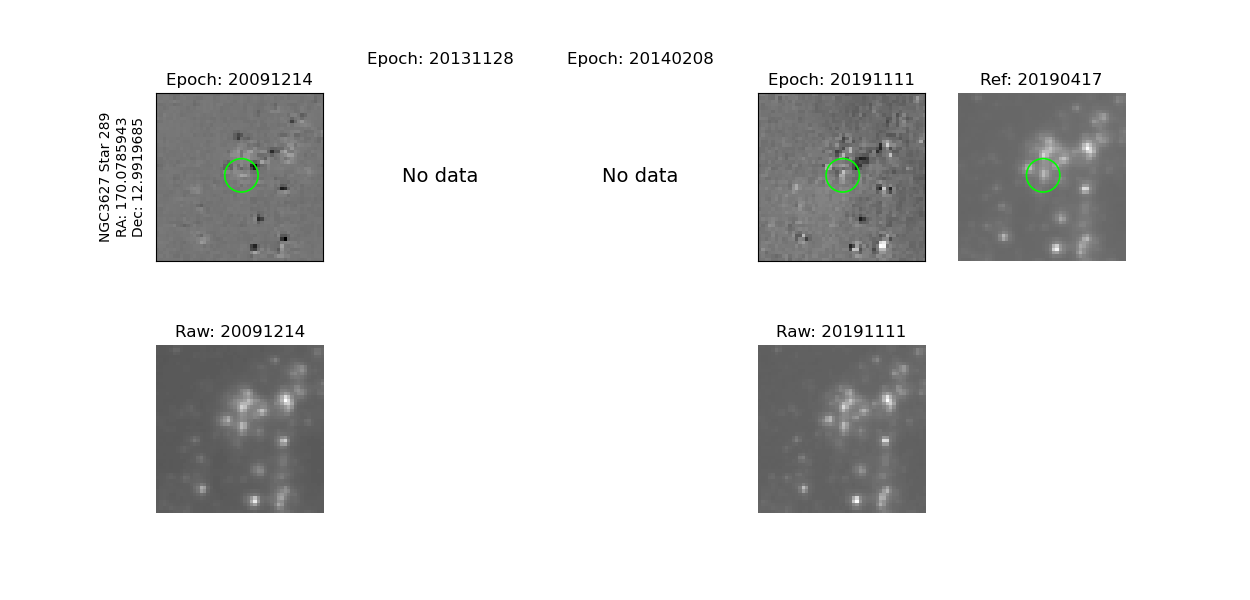 NGC3627 Star 289
RA: 170.0785943
Dec: 12.9919685
Epoch: 20091214
Epoch: 20131128
No data
Epoch: 20140208
No data
Epoch: 20191111
Ref: 20190417
Raw: 20091214
Raw: 20191111